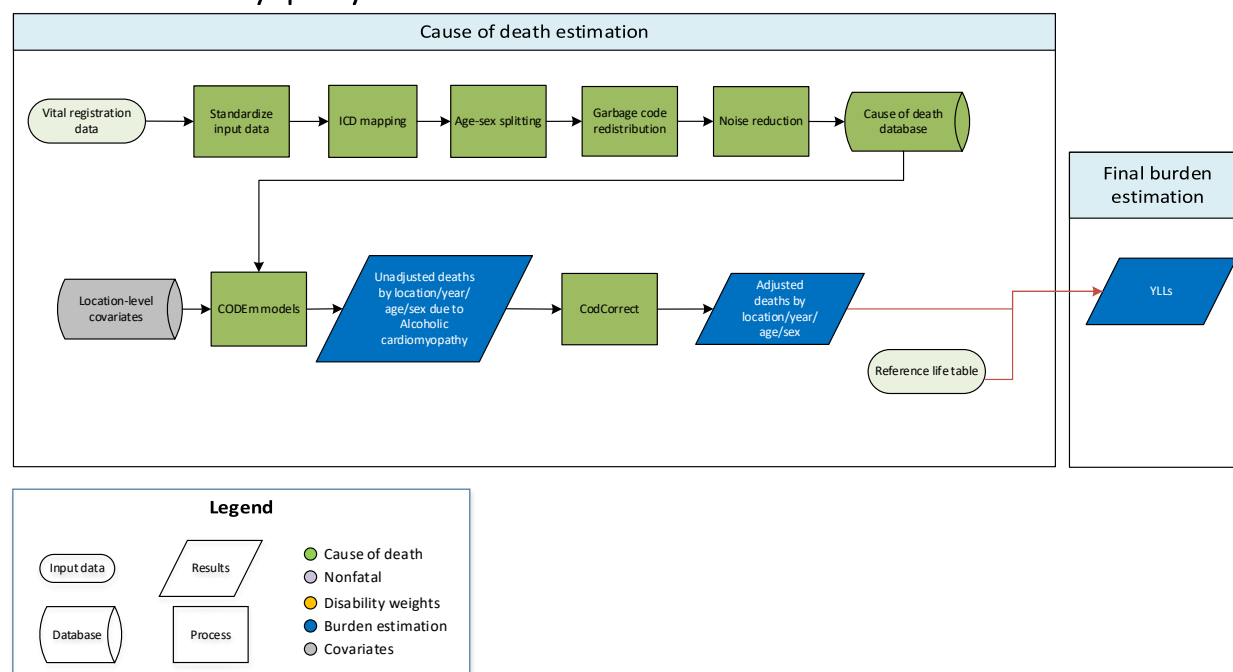 Cause of death estimation
Vital registration
data
Standardize
input data
ICD mapping
Age-sex splitting
Garbage code
redistribution
Noise reduction
Cause of death
database
Final burden
estimation
Location-level
covariates
CODEm models
Unadjusted deaths
by location/year/
age/sex due to
Alcoholic
cardiomyopathy
CodCorrect
Adjusted
deaths by
location/year/
age/sex
YLLs
Reference life table
Legend
Input data
Results
Database
Process
Cause of death
Nonfatal
Disability weights
Burden estimation
Covariates